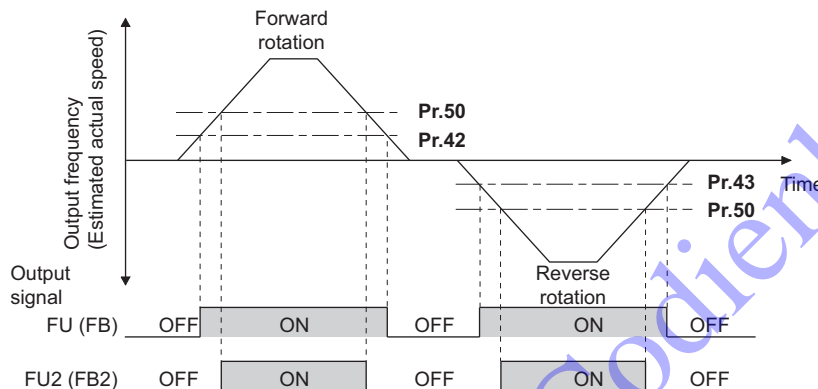 Forward
rotation
Output frequency
(Estimated actual speed)
Pr.50
Pr.42
Pr.43
Time
Pr.50
Output
signal
Reverse
rotation
FU (FB) OFF ON OFF ON OFF
FU2 (FB2) OFF ON OFF ON OFF
Codien